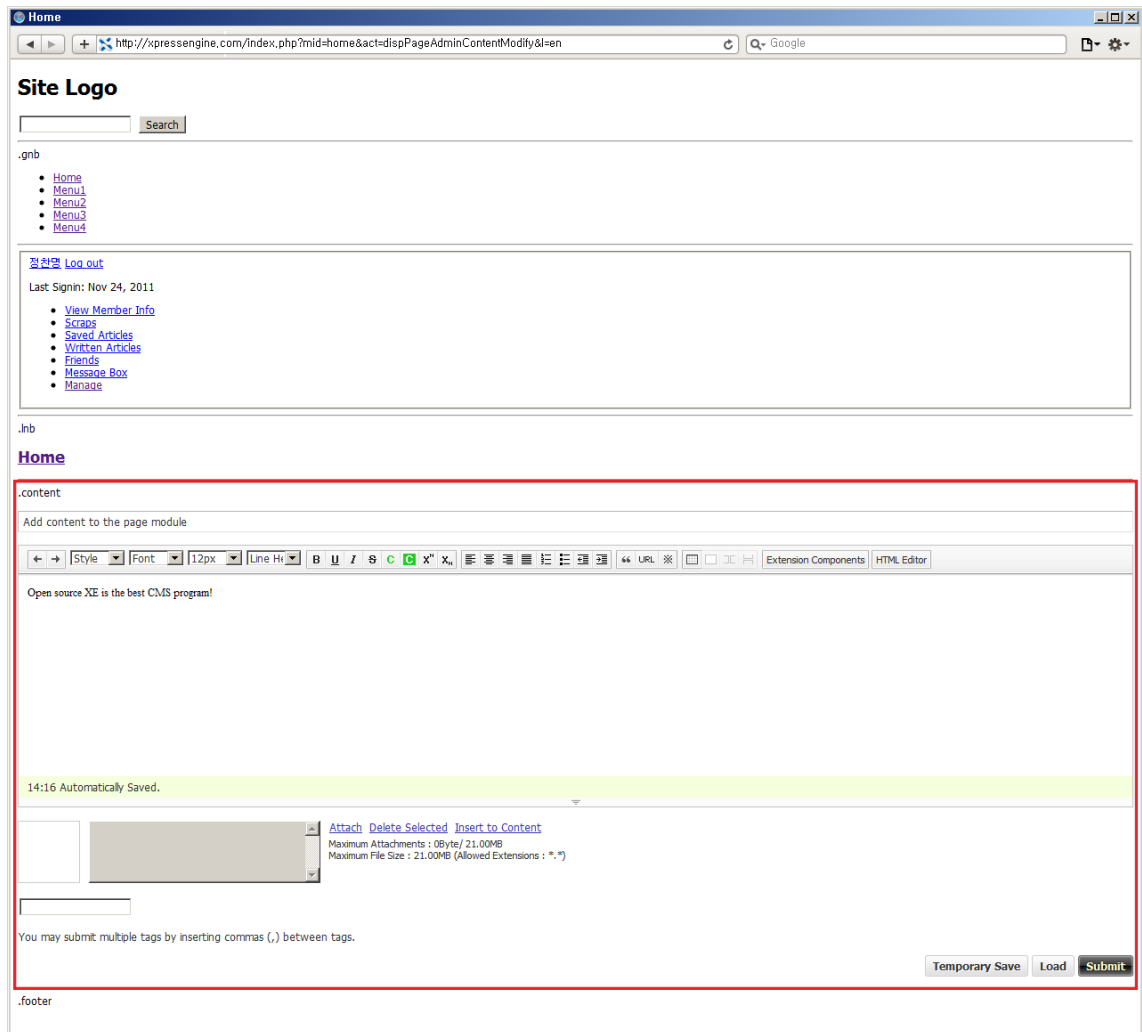 Home
http://xpressengine.com/index.php?mid=home&act=dispPageAdminContentModify&l=en
Google
Site Logo
Search
.gnb
Home
Menu1
Menu2
Menu3
Menu4
정찬명 Log out
Last Signin: Nov 24, 2011
View Member Info
Scraps
Saved Articles
Written Articles
Friends
Message Box
Manage
.lnb
Home
.content
Add content to the page module
Style Font 12px Line He B U I S C C X" X" “ URL ※ Extension Components HTML Editor
Open source XE is the best CMS program!
14:16 Automatically Saved.
Attach Delete Selected Insert to Content
Maximum Attachments : 0Byte/ 21.00MB
Maximum File Size : 21.00MB (Allowed Extensions : *.*)
You may submit multiple tags by inserting commas (,) between tags.
Temporary Save Load Submit
.footer